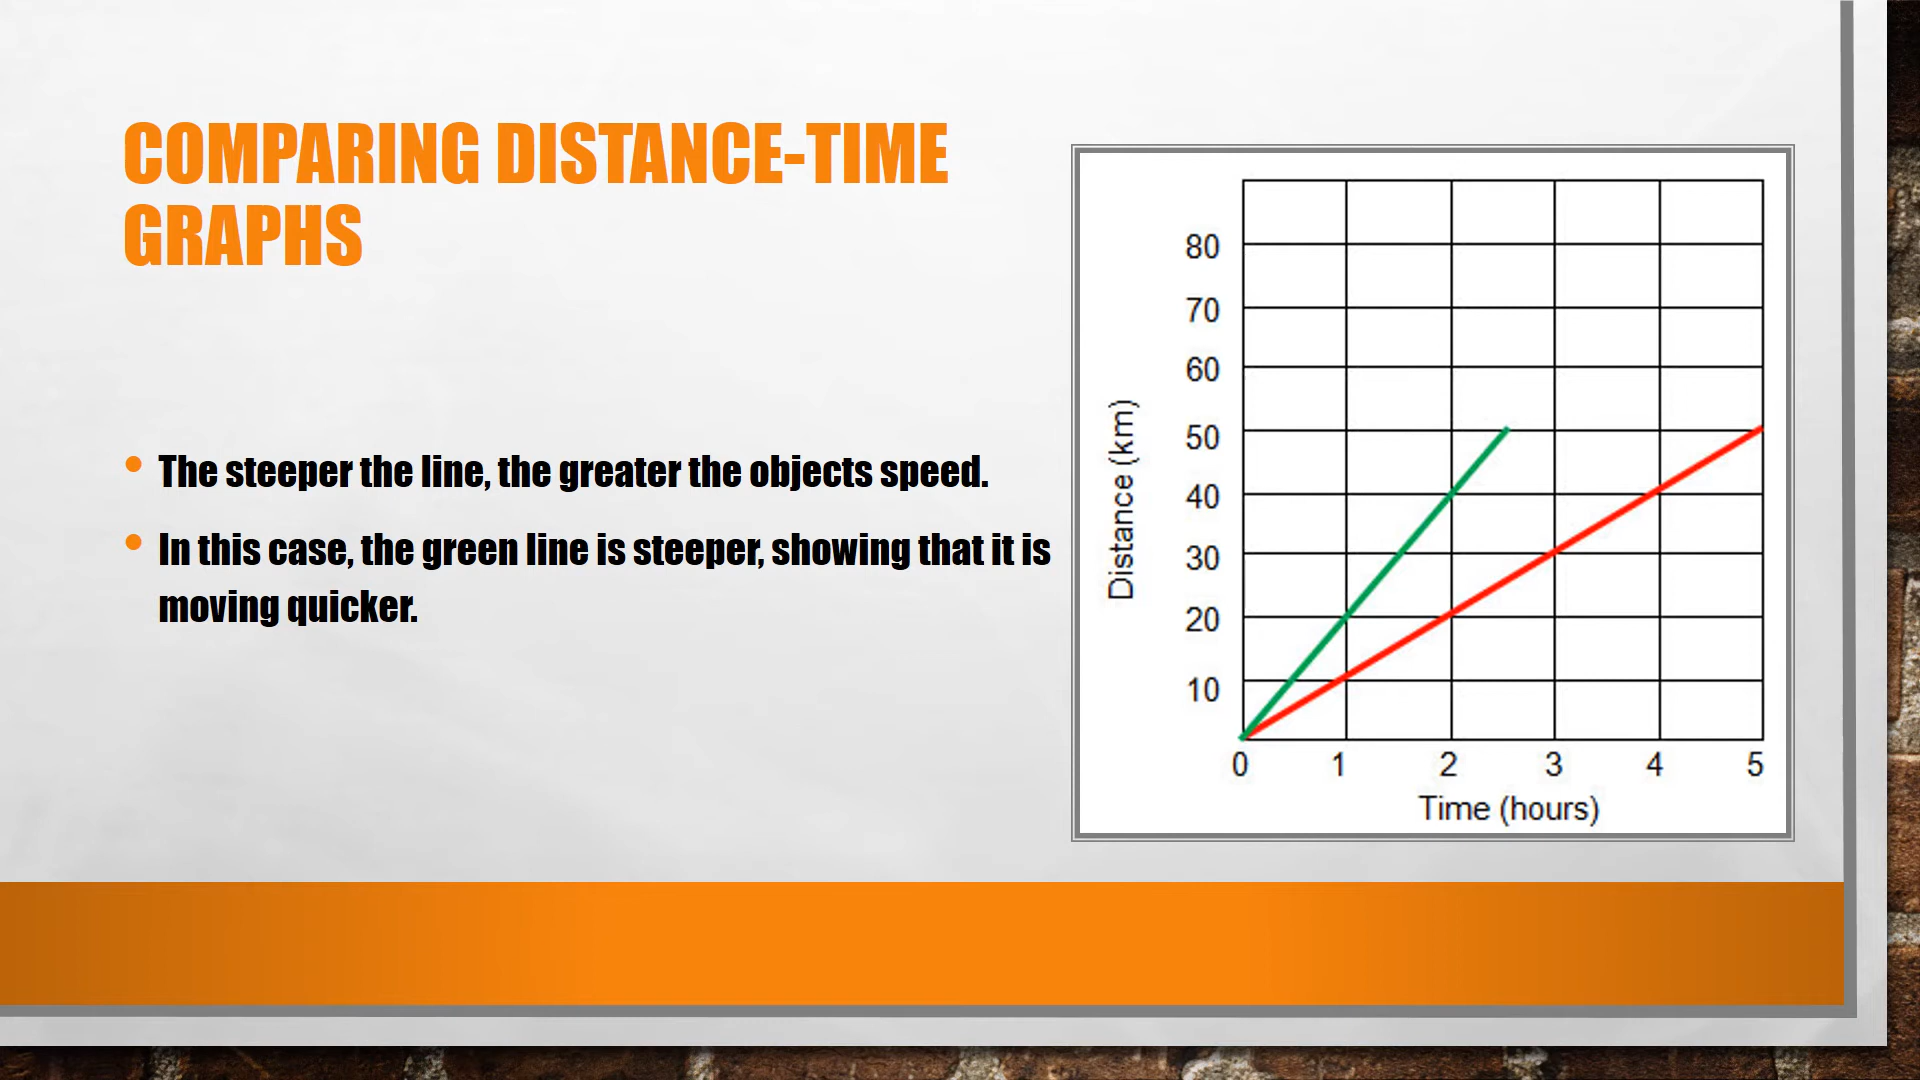 COMPARING DISTANCE-TIME
GRAPHS
The steeper the line, the greater the objects speed.
In this case, the green line is steeper, showing that it is
moving quicker.
Distance (km)
80
70
60
50
40
30
20
10
0 1 2 3 4 5
Time (hours)